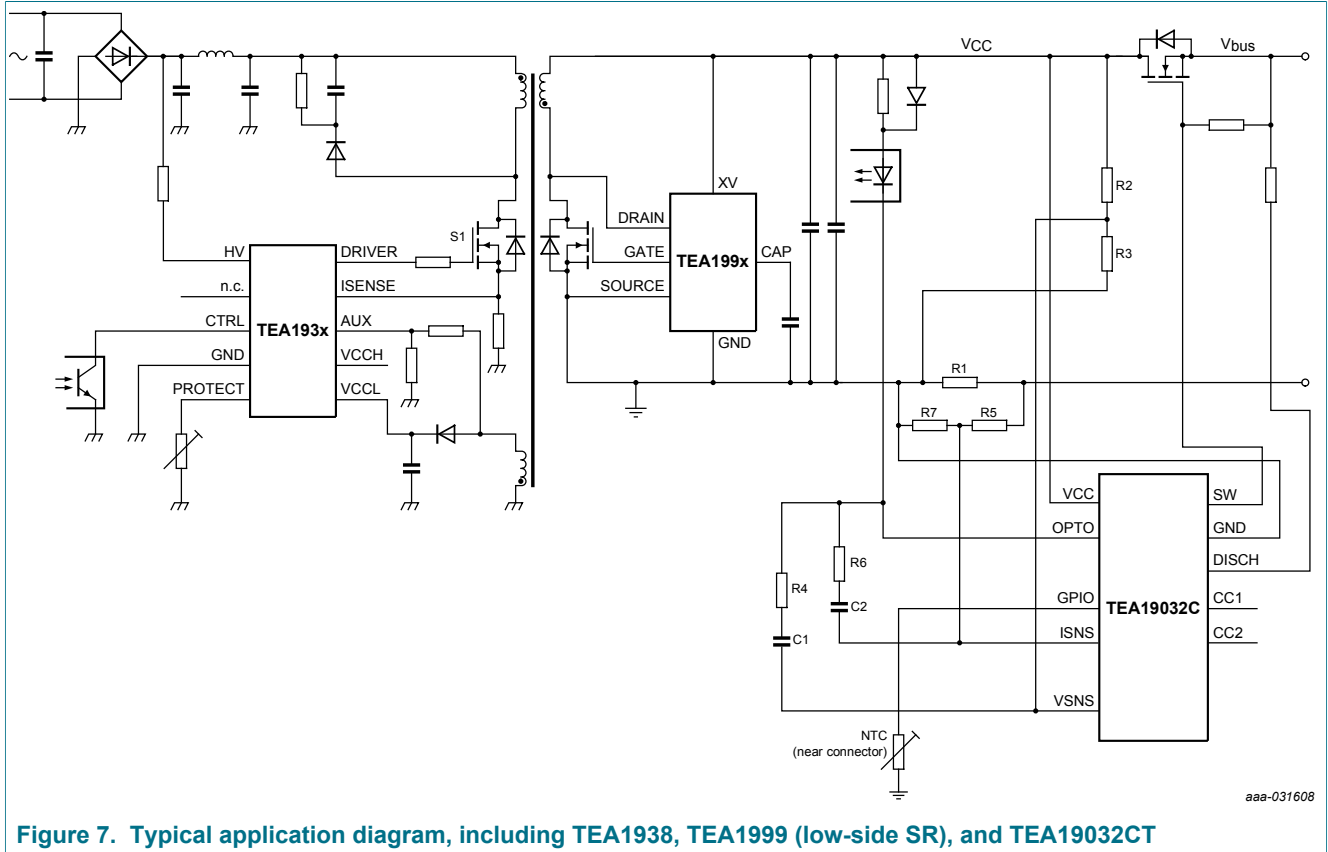 VCC
Vbus
XV
DRAIN
GATE
SOURCE
TEA199x
CAP
GND
R2
R3
S1
HV
n.c.
CTRL
GND
PROTECT
TEA193x
DRIVER
ISENSE
AUX
VCCH
VCCL
R1
R7
R5
R4
C1
R6
C2
VCC
OPTO
GPIO
ISNS
VSNS
TEA19032C
SW
GND
DISCH
CC1
CC2
NTC
(near connector)
aaa-031608
Figure 7. Typical application diagram, including TEA1938, TEA1999 (low-side SR), and TEA19032CT